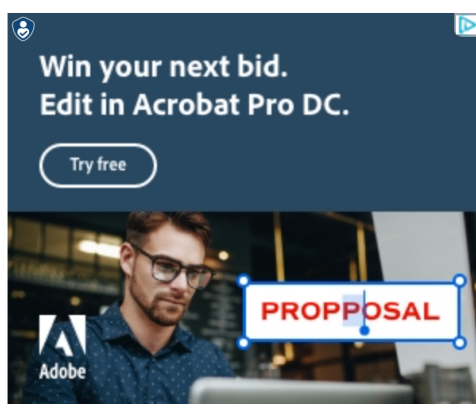 Win your next bid.
Edit in Acrobat Pro DC.
Try free
PROPPOSAL
Adobe